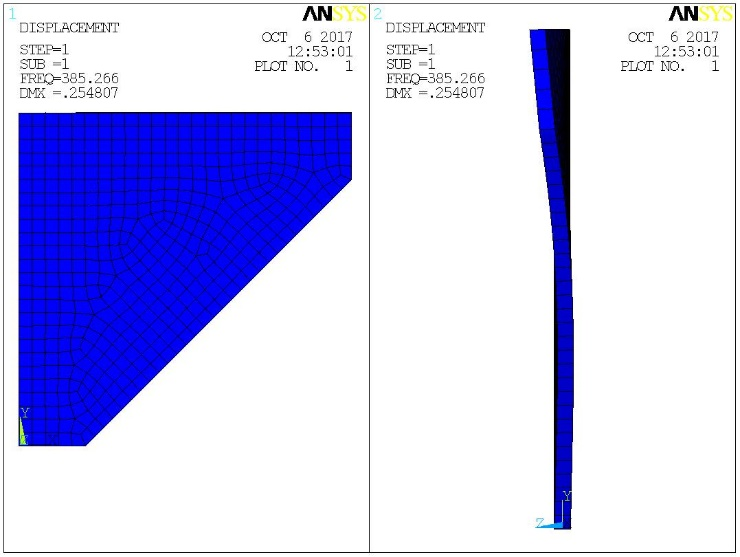 1
ANSYS
DISPLACEMENT
STEP=1
SUB =1
FREQ=385.266
DMX =.254807
OCT  6 2017
12:53:01
PLOT NO.   1
Y
2
ANSYS
DISPLACEMENT
STEP=1
SUB =1
FREQ=385.266
DMX =.254807
OCT  6 2017
12:53:01
PLOT NO.   1
Y
Z